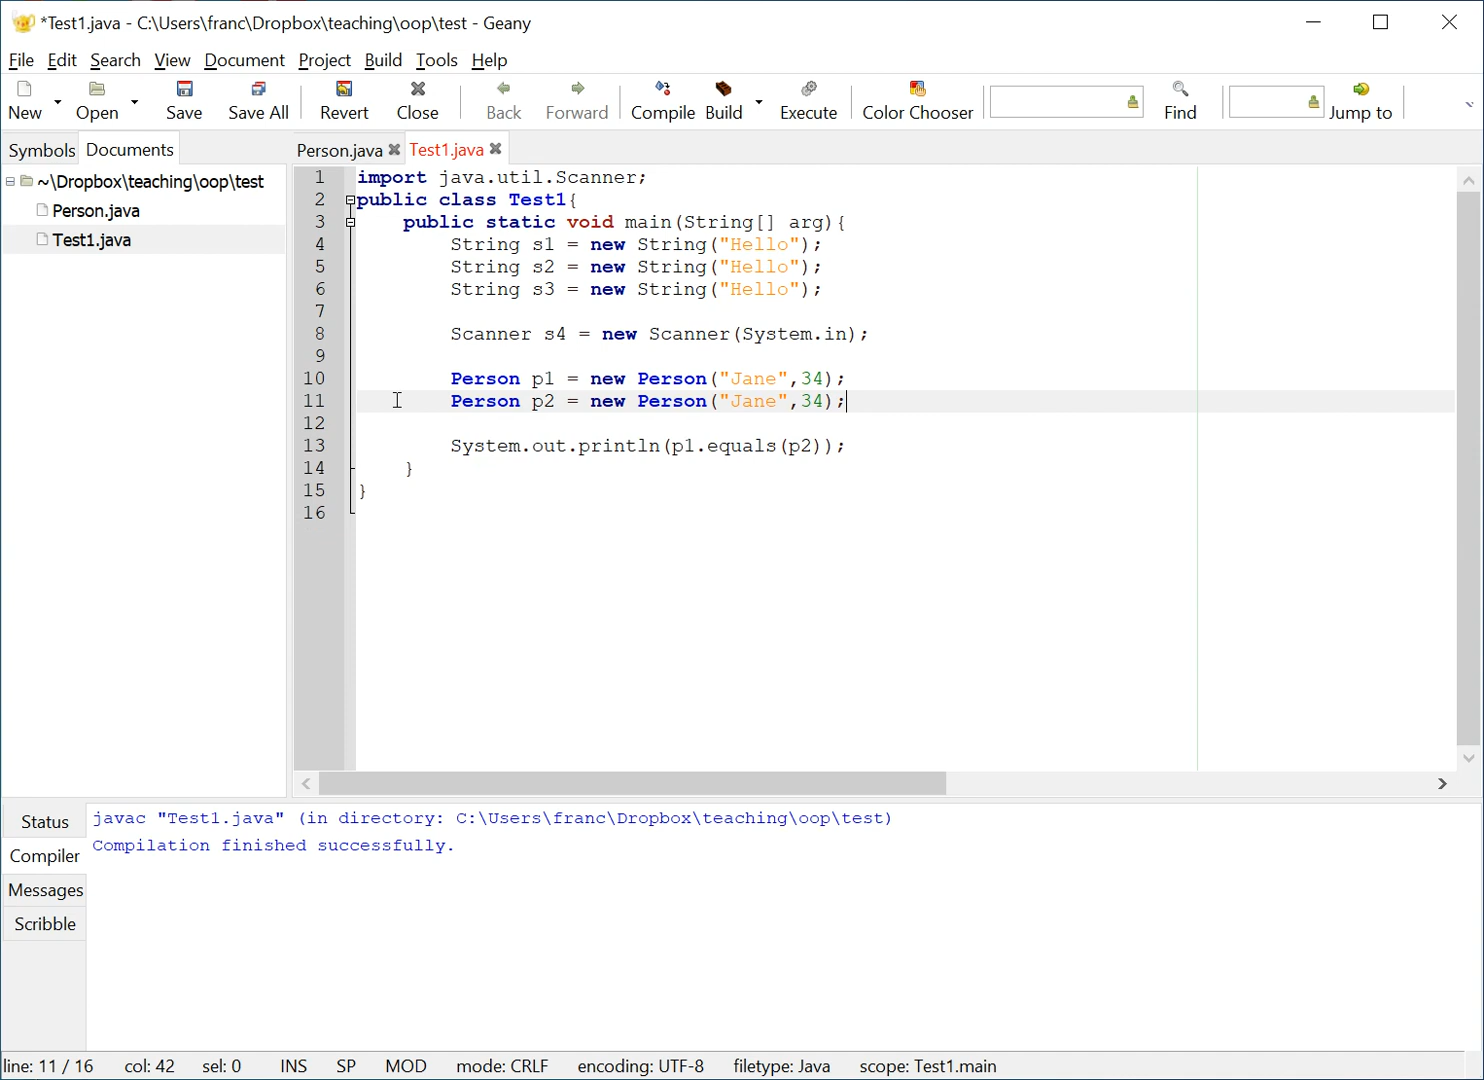 *Test1.java - C:\Users\franc\Dropbox\teaching\oop\test - Geany
File Edit Search View Document Project Build Tools Help
New Open Save Save All Revert Close Back Forward Compile Build Execute Color Chooser Find Jump to
Symbols Documents Person.java Test1.java
~\Dropbox\teaching\oop\test
Person.java
Test1.java
1 import java.util.Scanner;
2 public class Test1{
3 public static void main(String[] arg){
4 String s1 = new String("Hello");
5 String s2 = new String("Hello");
6 String s3 = new String("Hello");
7
8 Scanner s4 = new Scanner(System.in);
9
10 Person p1 = new Person("Jane",34);
11 Person p2 = new Person("Jane",34);
12
13 System.out.println(p1.equals(p2));
14 }
15 }
16
Status
Compiler
Messages
Scribble
javac "Test1.java" (in directory: C:\Users\franc\Dropbox\teaching\oop\test)
Compilation finished successfully.
line: 11 / 16 col: 42 sel: 0 INS SP MOD mode: CRLF encoding: UTF-8 filetype: Java scope: Test1.main